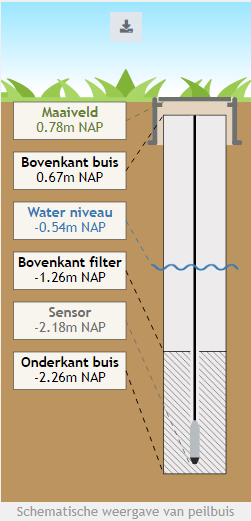 Maaiveld
0.78m NAP
Bovenkant buis
0.67m NAP
Water niveau
-0.54m NAP
Bovenkant filter
-1.26m NAP
Sensor
-2.18m NAP
Onderkant buis
-2.26m NAP
Schematische weergave van peilbuis